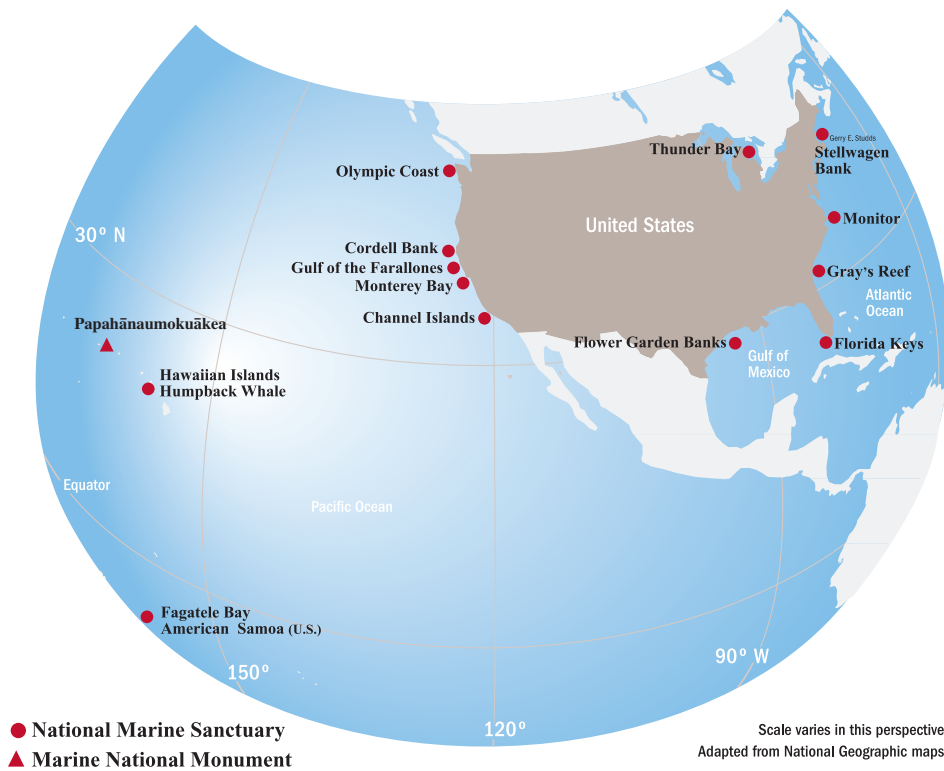 Gerry E. Studds
Thunder Bay
Stellwagen
Bank
Olympic Coast
Monitor
United States
30° N
Cordell Bank
Gulf of the Farallones
Monterey Bay
Gray's Reef
Atlantic
Ocean
Channel Islands
Papahānaumokuākea
Flower Garden Banks
Florida Keys
Gulf of
Mexico
Hawaiian Islands
Humpback Whale
Equator
Pacific Ocean
Fagatele Bay
American Samoa (U.S.)
150°
90° W
120°
National Marine Sanctuary
Marine National Monument
Scale varies in this perspective
Adapted from National Geographic maps